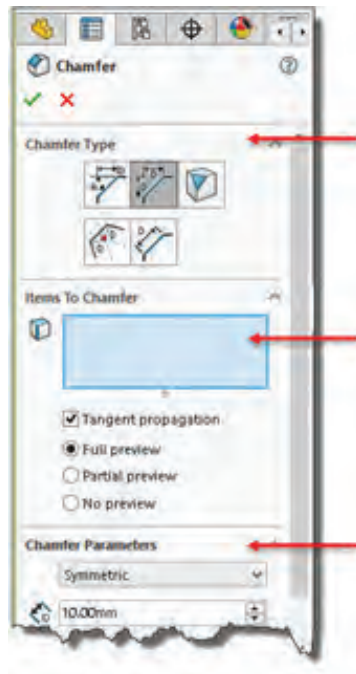 Chamfer
Chamfer Type
Items To Chamfer
Tangent propagation
Full preview
Partial preview
No preview
Chamfer Parameters
Symmetric
10.00mm